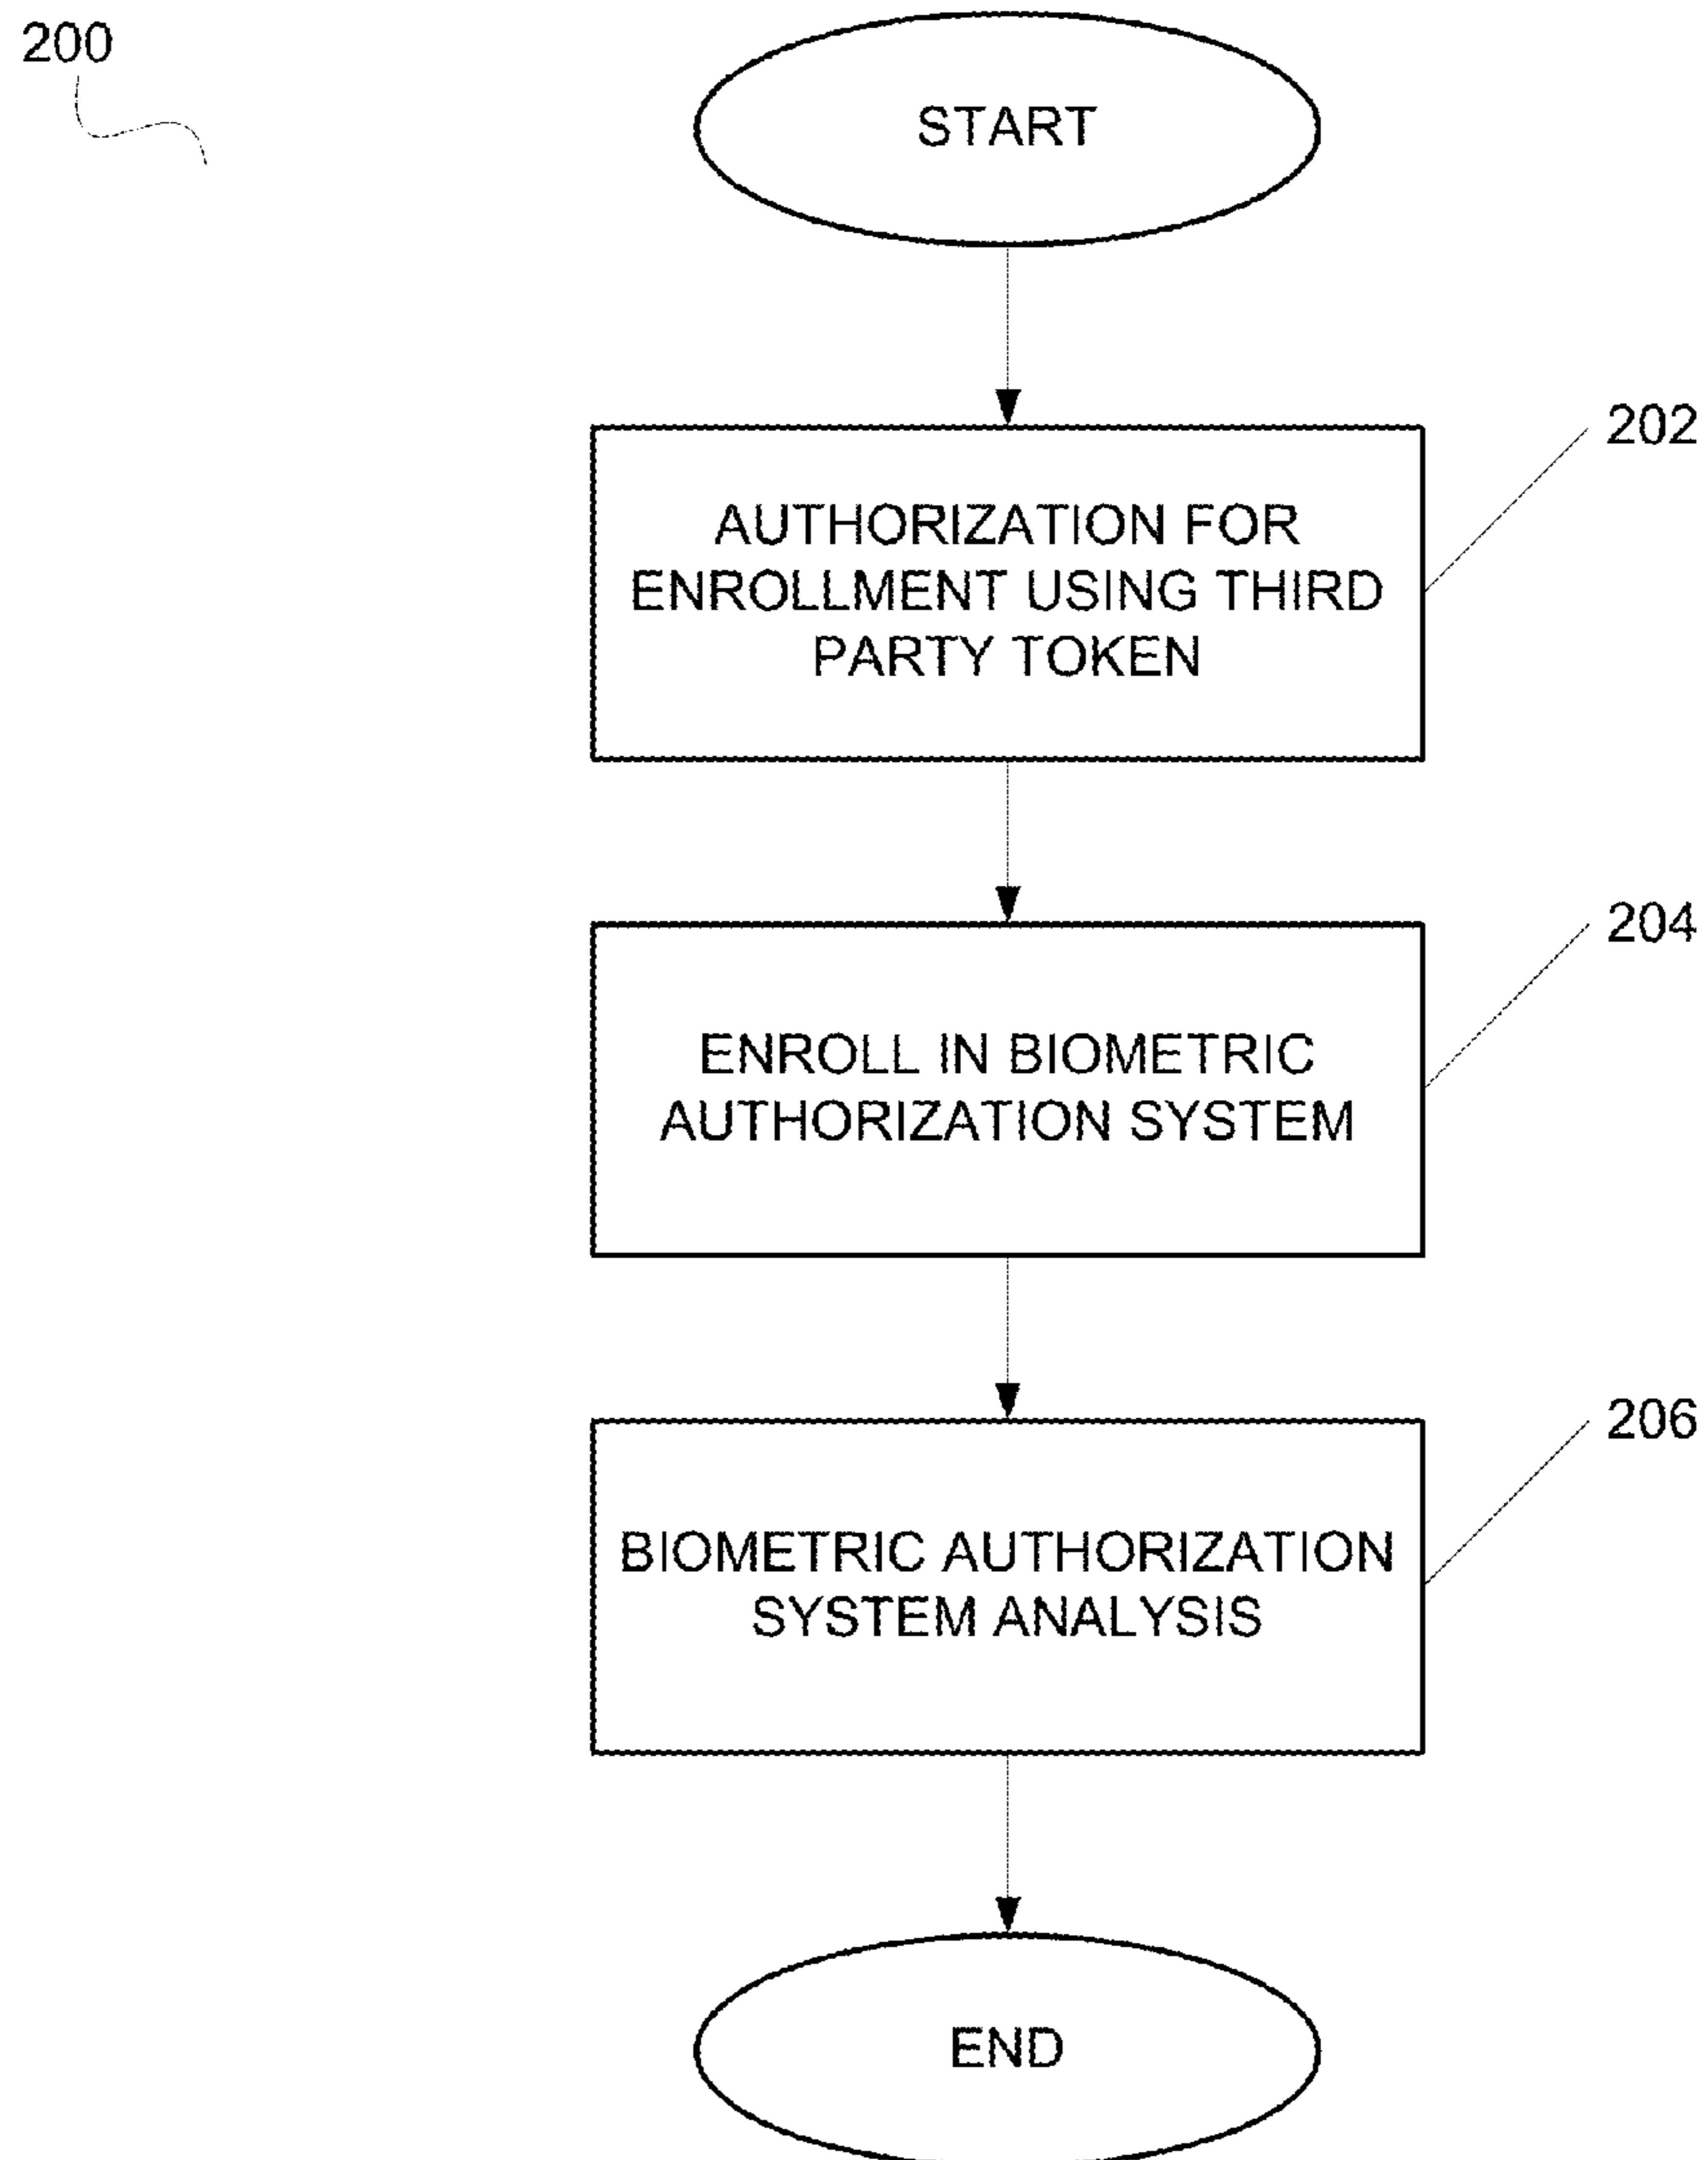 200
START
202
AUTHORIZATION FOR
ENROLLMENT USING THIRD
PARTY TOKEN
204
ENROLL IN BIOMETRIC
AUTHORIZATION SYSTEM
206
BIOMETRIC AUTHORIZATION
SYSTEM ANALYSIS
END